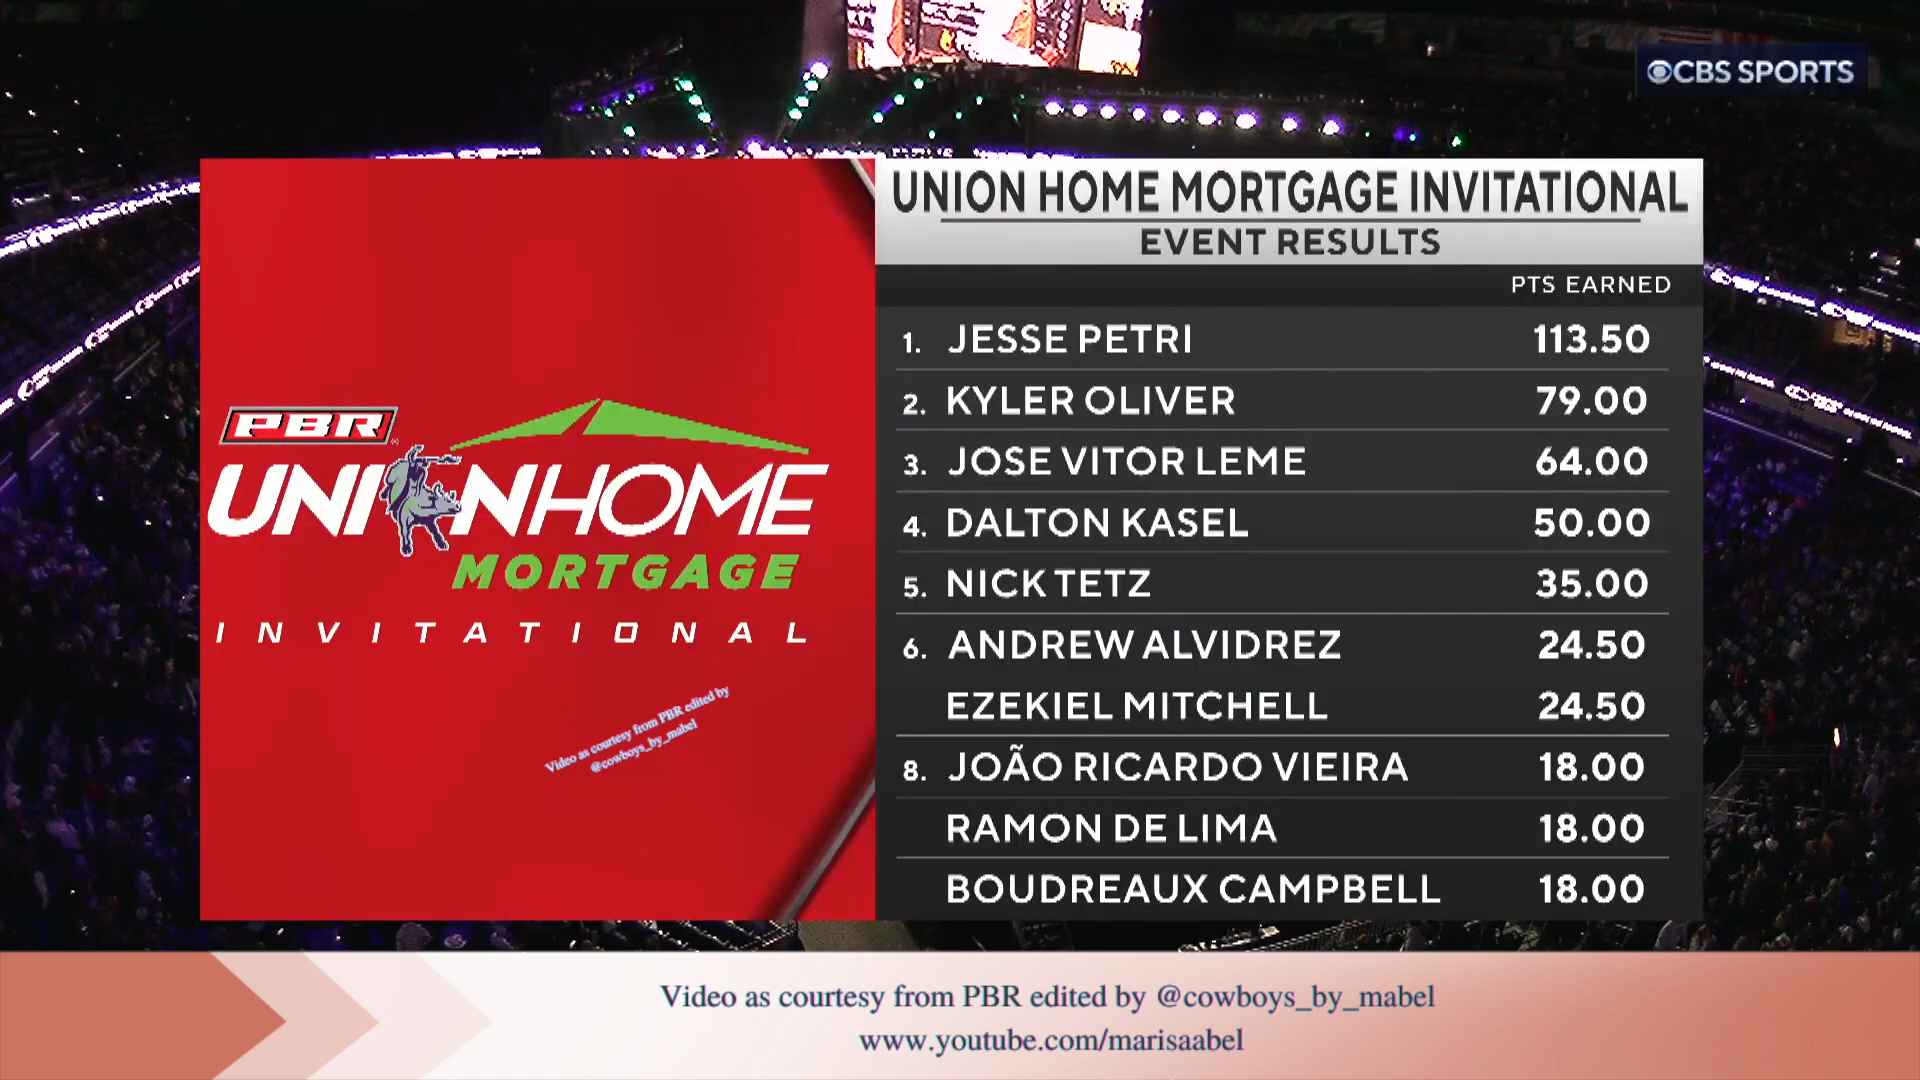 CBS SPORTS
UNION HOME MORTGAGE INVITATIONAL
EVENT RESULTS
PTS EARNED
1. JESSE PETRI 113.50
2. KYLER OLIVER 79.00
3. JOSE VITOR LEME 64.00
4. DALTON KASEL 50.00
5. NICK TETZ 35.00
6. ANDREW ALVIDREZ 24.50
EZEKIEL MITCHELL 24.50
8. JOÃO RICARDO VIEIRA 18.00
RAMON DE LIMA 18.00
BOUDREAUX CAMPBELL 18.00
PBR
UNION HOME
MORTGAGE
INVITATIONAL
Video as courtesy from PBR edited by
@cowboys_by_mabel
Video as courtesy from PBR edited by @cowboys_by_mabel
www.youtube.com/marisaabel